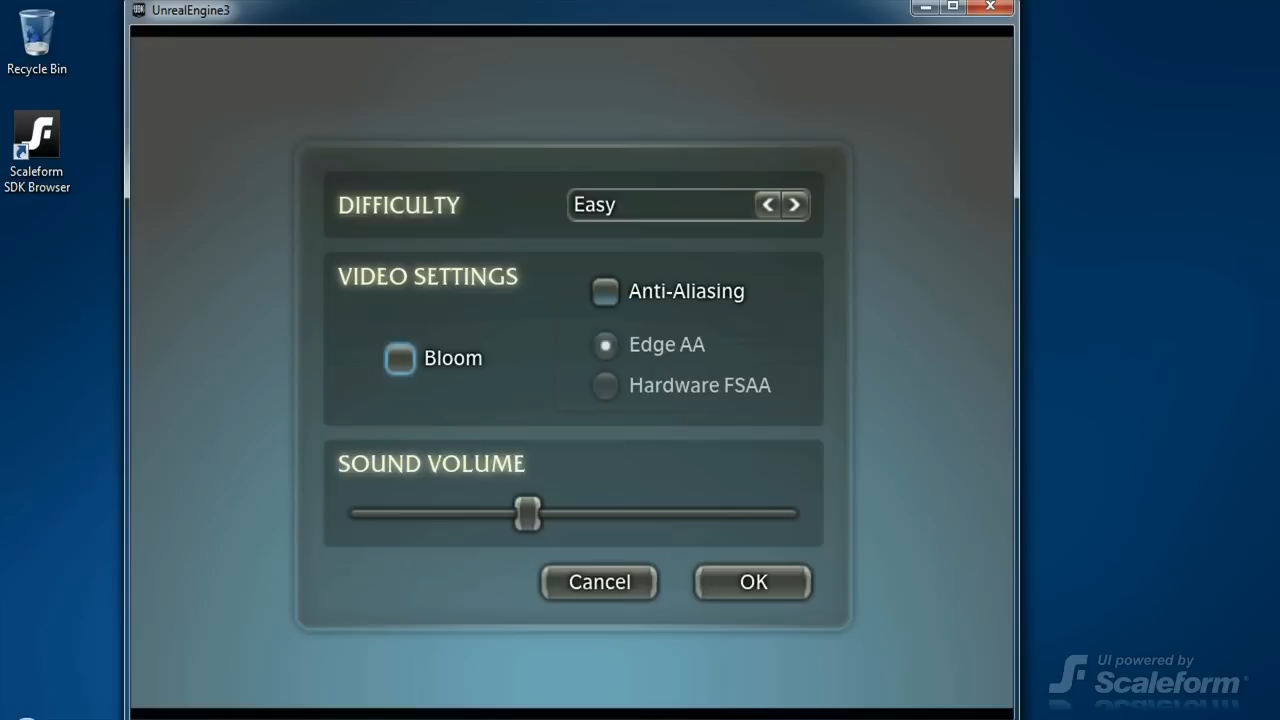 UnrealEngine3
Recycle Bin
Scaleform
SDK Browser
DIFFICULTY
Easy
VIDEO SETTINGS
Anti-Aliasing
Bloom
Edge AA
Hardware FSAA
SOUND VOLUME
Cancel
OK
UI powered by
Scaleform